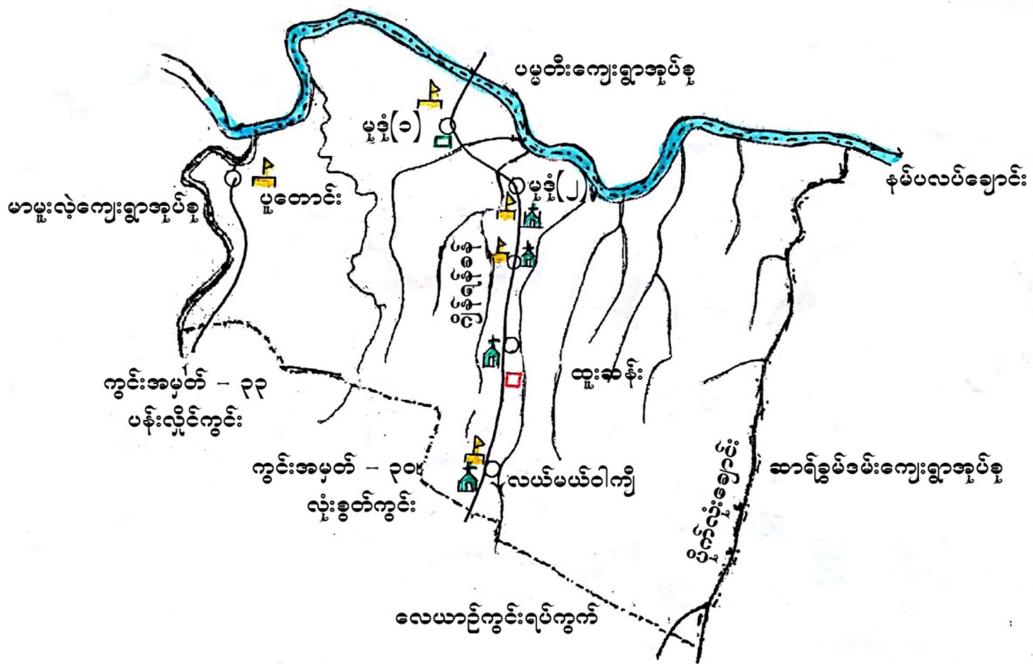 ပမ္မတီးကျေးရွာအုပ်စု
မုဒုံ(၁)
နမ်ပလပ်ချောင်း
မုဒုံ(၂)
ပူတောင်း
မာမူးလဲ့ကျေးရွာအုပ်စု
ထူးဆန်း
ကွင်းအမှတ် - ၃၃
ပန်းလှိုင်ကွင်း
ကွင်းအမှတ် - ၃၀၈
လုံးစွတ်ကွင်း
လယ်မယ်ဝါကျီ
ဆာရ်ခွမ်ဒမ်းကျေးရွာအုပ်စု
လေယာဉ်ကွင်းရပ်ကွက်